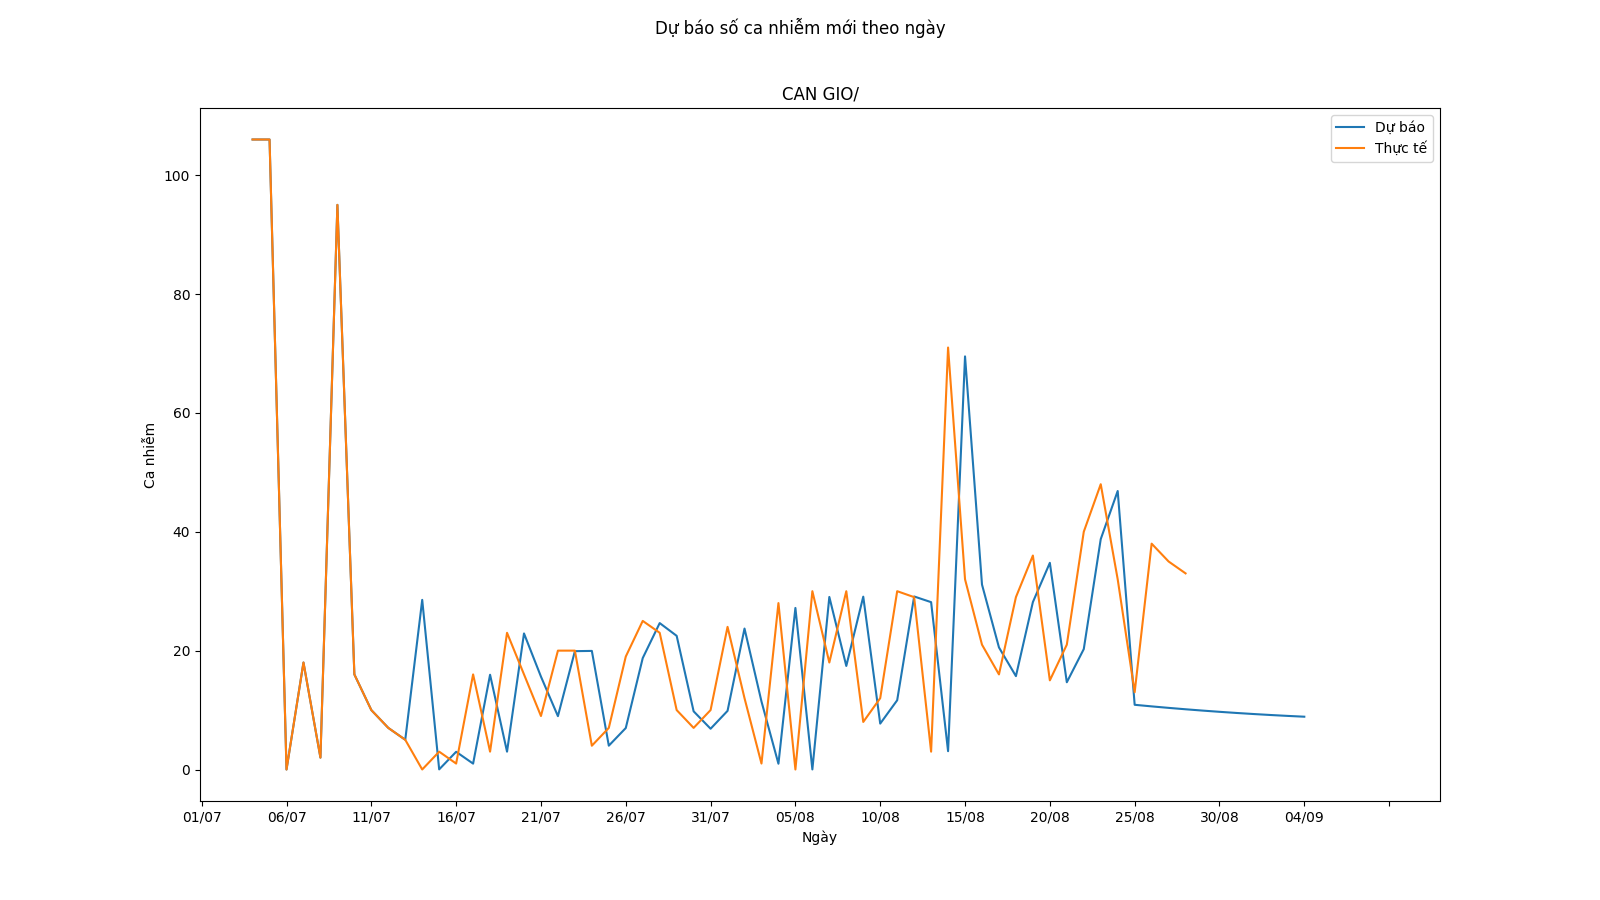 Dự báo số ca nhiễm mới theo ngày
CAN GIO/
Dự báo
Thực tế
100
80
60
40
20
0
Ca nhiễm
01/07 06/07 11/07 16/07 21/07 26/07 31/07 05/08 10/08 15/08 20/08 25/08 30/08 04/09
Ngày